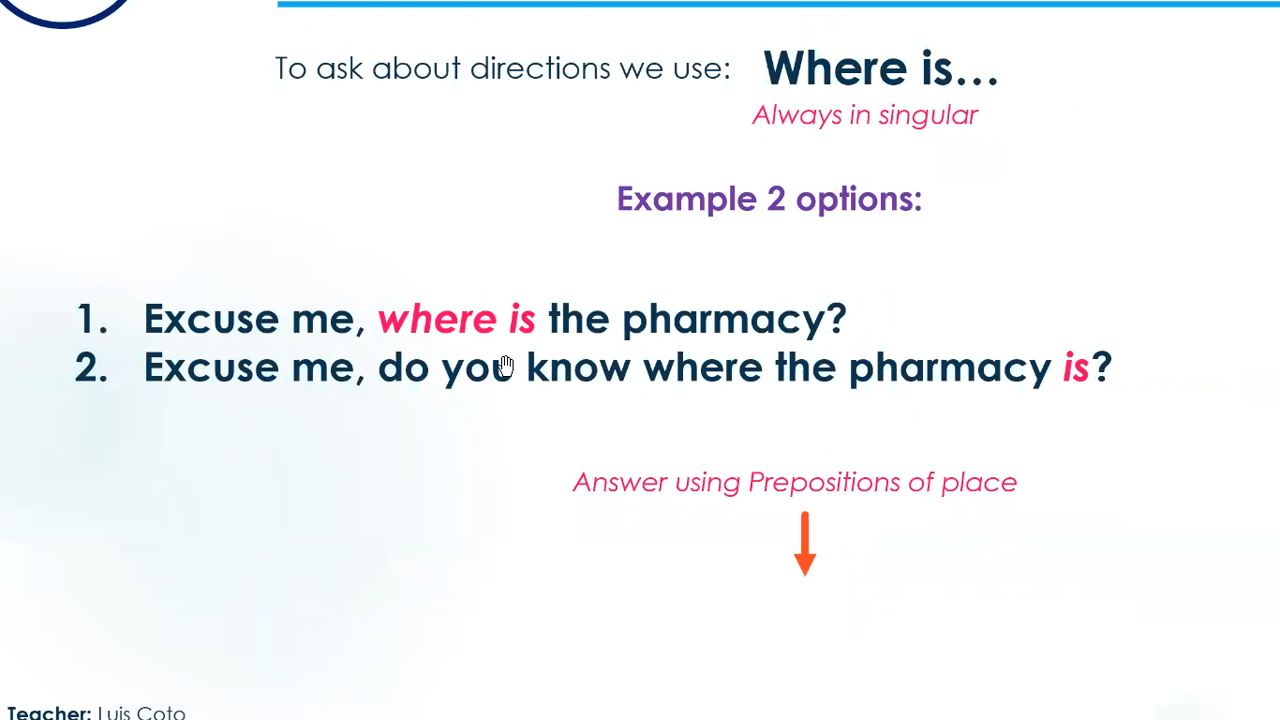 To ask about directions we use: Where is…
Always in singular
Example 2 options:
1. Excuse me, where is the pharmacy?
2. Excuse me, do you know where the pharmacy is?
Answer using Prepositions of place
Teacher: Luis Coto